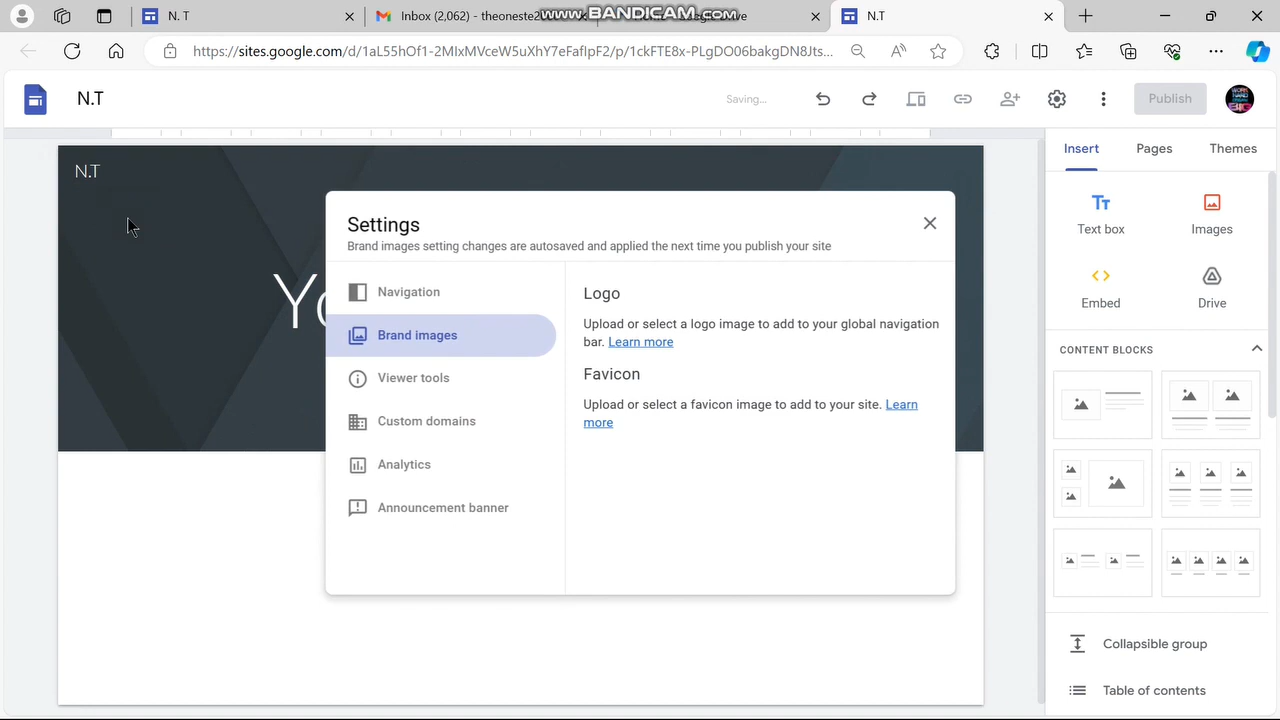 N. T
Inbox (2,062) - theoneste2
www.BANDICAM.com
Drive
N.T
https://sites.google.com/d/1aL55hOf1-2MIxMVceW5uXhY7eFafIpF2/p/1ckFTE8x-PLgDO06bakgDN8Jts...
N.T
Saving...
Publish
Insert
Pages
Themes
N.T
Yo
Settings
Brand images setting changes are autosaved and applied the next time you publish your site
Navigation
Brand images
Viewer tools
Custom domains
Analytics
Announcement banner
Logo
Upload or select a logo image to add to your global navigation
bar. Learn more
Favicon
Upload or select a favicon image to add to your site. Learn
more
Text box
Images
Embed
Drive
CONTENT BLOCKS
Collapsible group
Table of contents